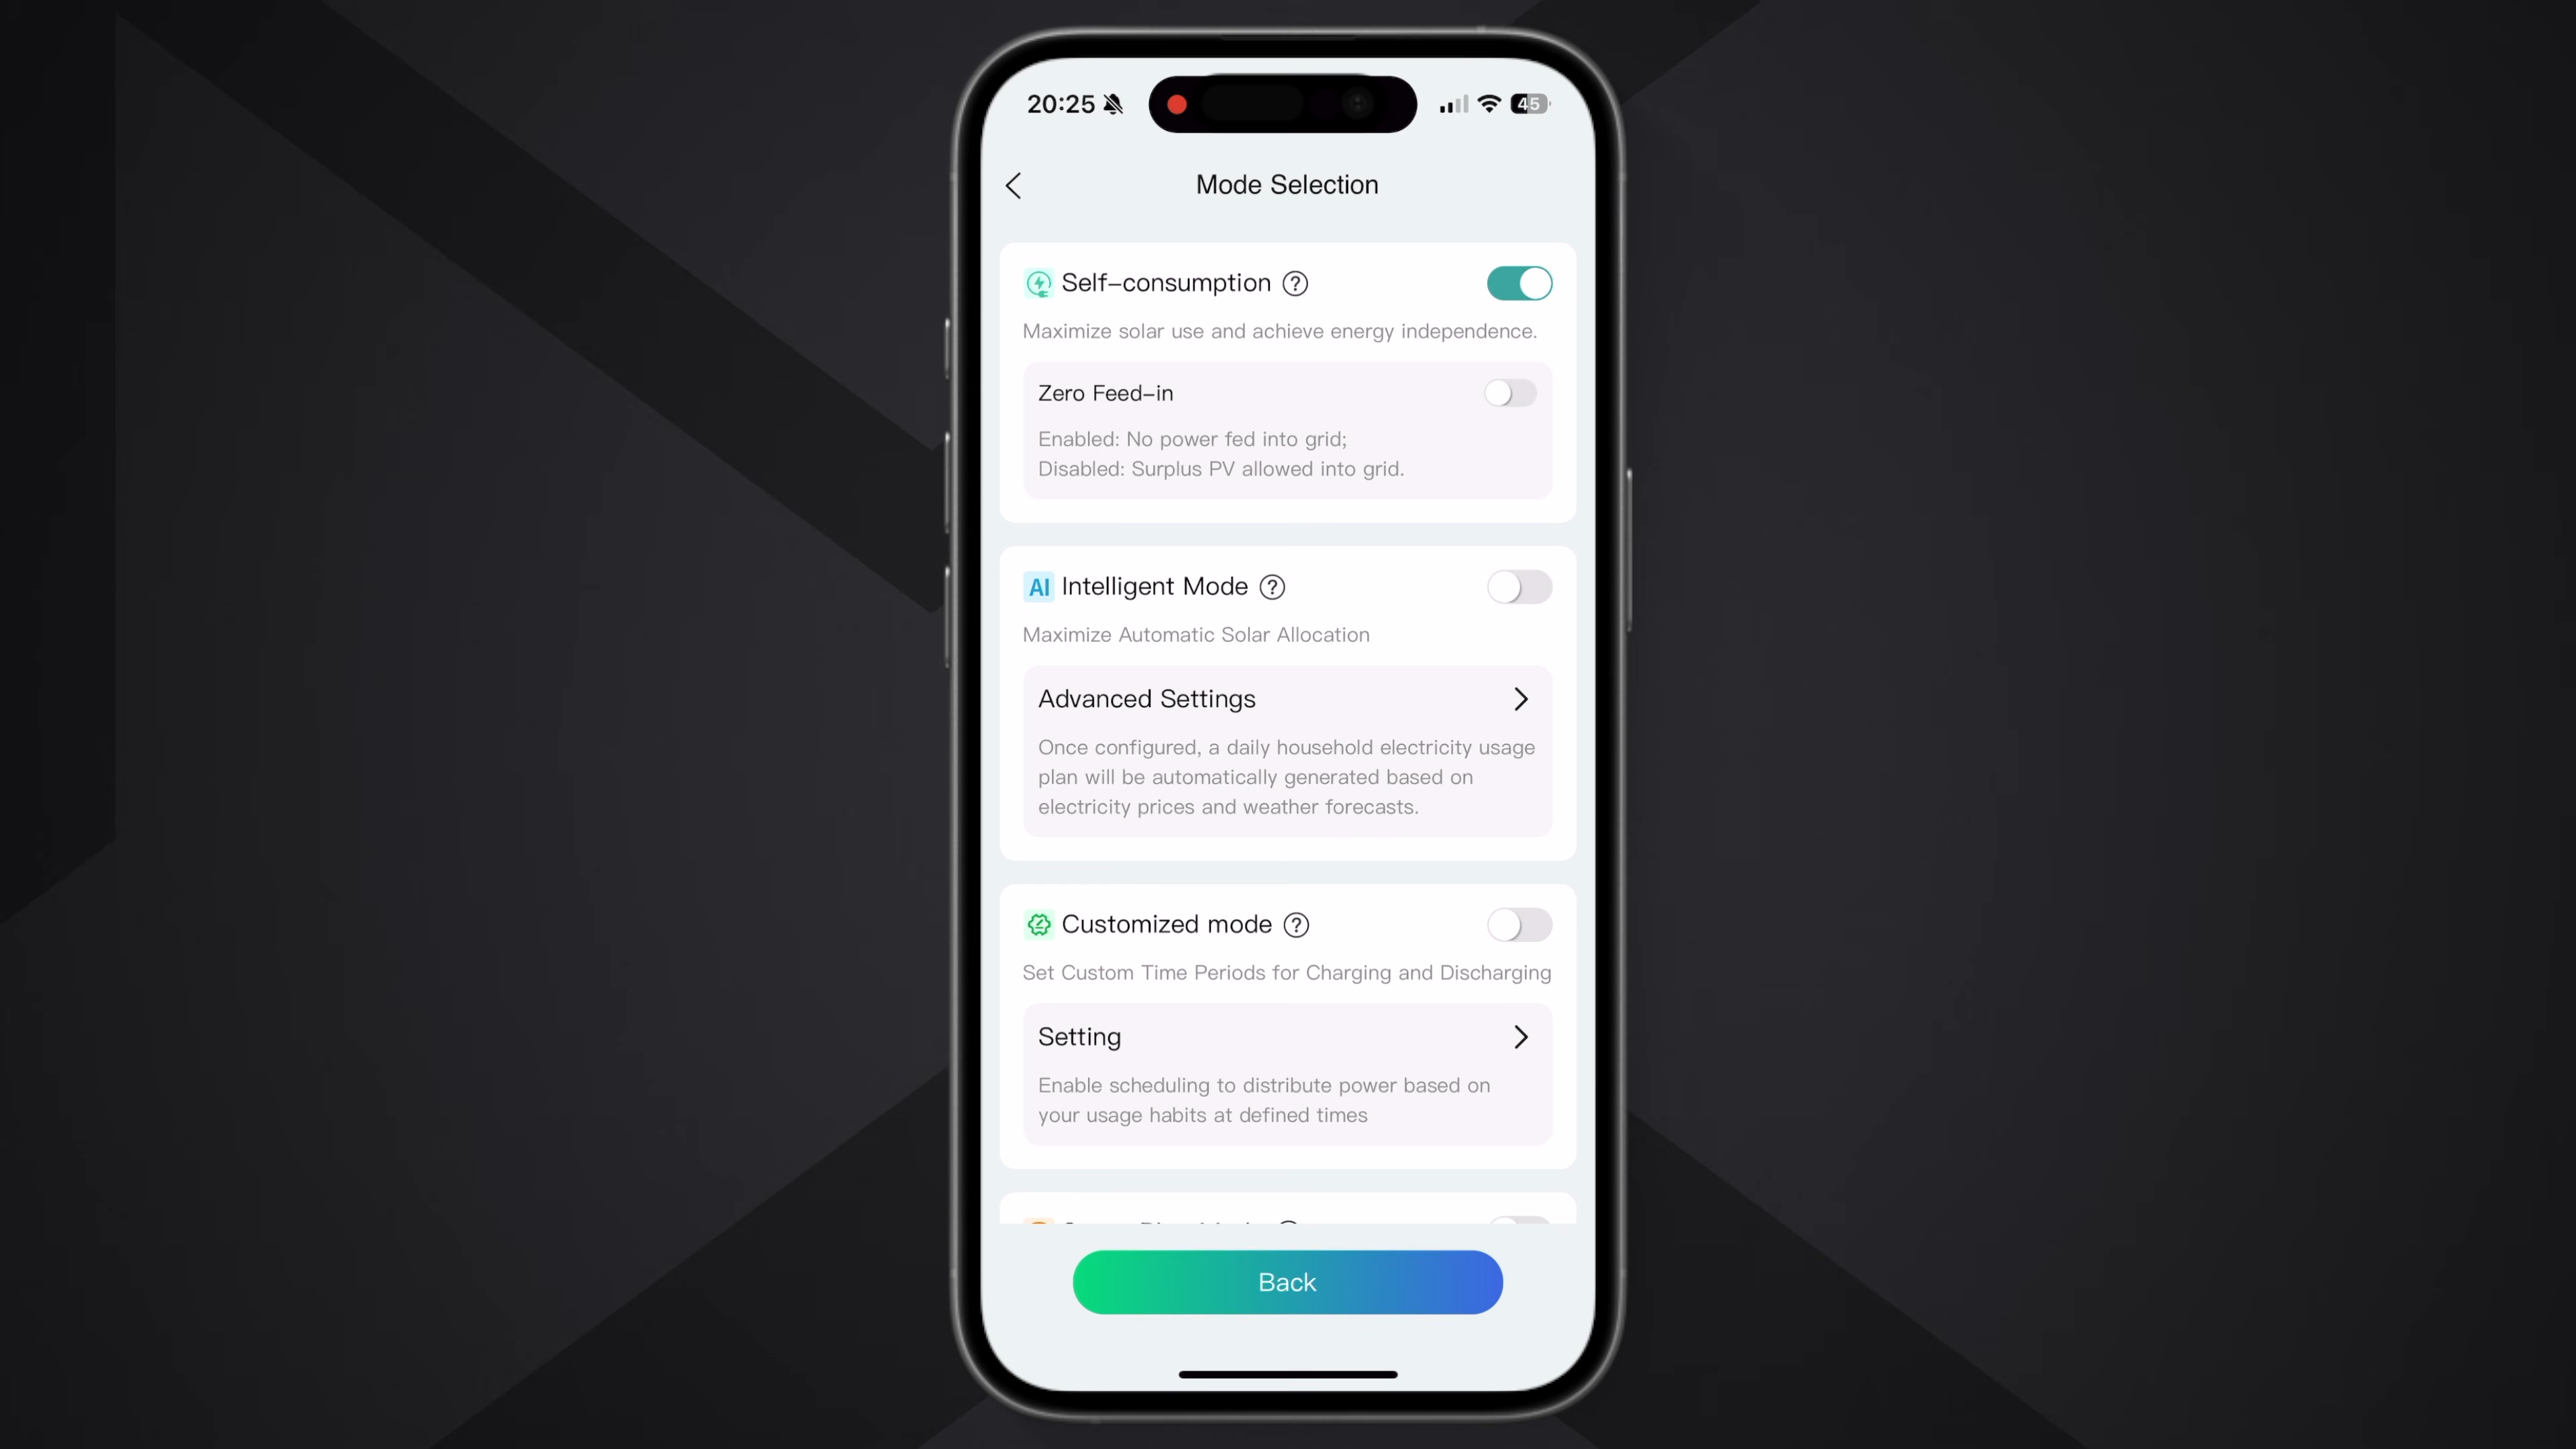 20:25
45
Mode Selection
Self-consumption ?
Maximize solar use and achieve energy independence.
Zero Feed-in
Enabled: No power fed into grid;
Disabled: Surplus PV allowed into grid.
AI Intelligent Mode ?
Maximize Automatic Solar Allocation
Advanced Settings
Once configured, a daily household electricity usage
plan will be automatically generated based on
electricity prices and weather forecasts.
Customized mode ?
Set Custom Time Periods for Charging and Discharging
Setting
Enable scheduling to distribute power based on
your usage habits at defined times
Back